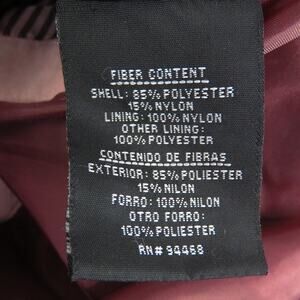 FIBER CONTENT
SHELL: 85% POLYESTER
15% NYLON
LINING: 100% NYLON
OTHER LINING:
100% POLYESTER
CONTENIDO DE FIBRAS
EXTERIOR: 85% POLIESTER
15% NILON
FORRO: 100% NILON
OTRO FORRO:
100% POLIESTER
RN# 94468